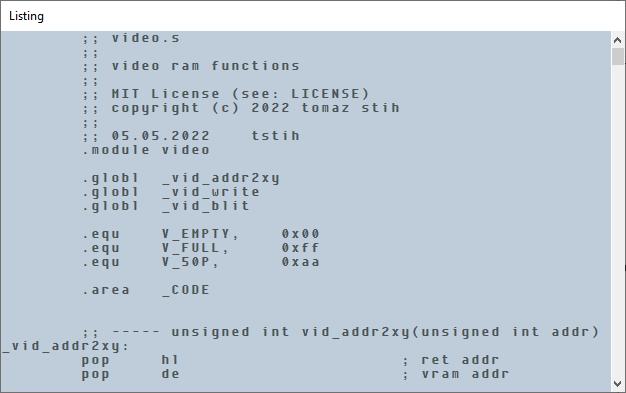 Listing
;; video.s
;;
;; video ram functions
;;
;; MIT License (see: LICENSE)
;; copyright (c) 2022 tomaz stih
;;
;; 05.05.2022     tstih
.module video
.globl  _vid_addr2xy
.globl  _vid_write
.globl  _vid_blit
.equ    V_EMPTY,    0x00
.equ    V_FULL,     0xff
.equ    V_50P,      0xaa
.area   _CODE
;; ----- unsigned int vid_addr2xy(unsigned int addr)
_vid_addr2xy:
pop     hl                      ; ret addr
pop     de                      ; vram addr